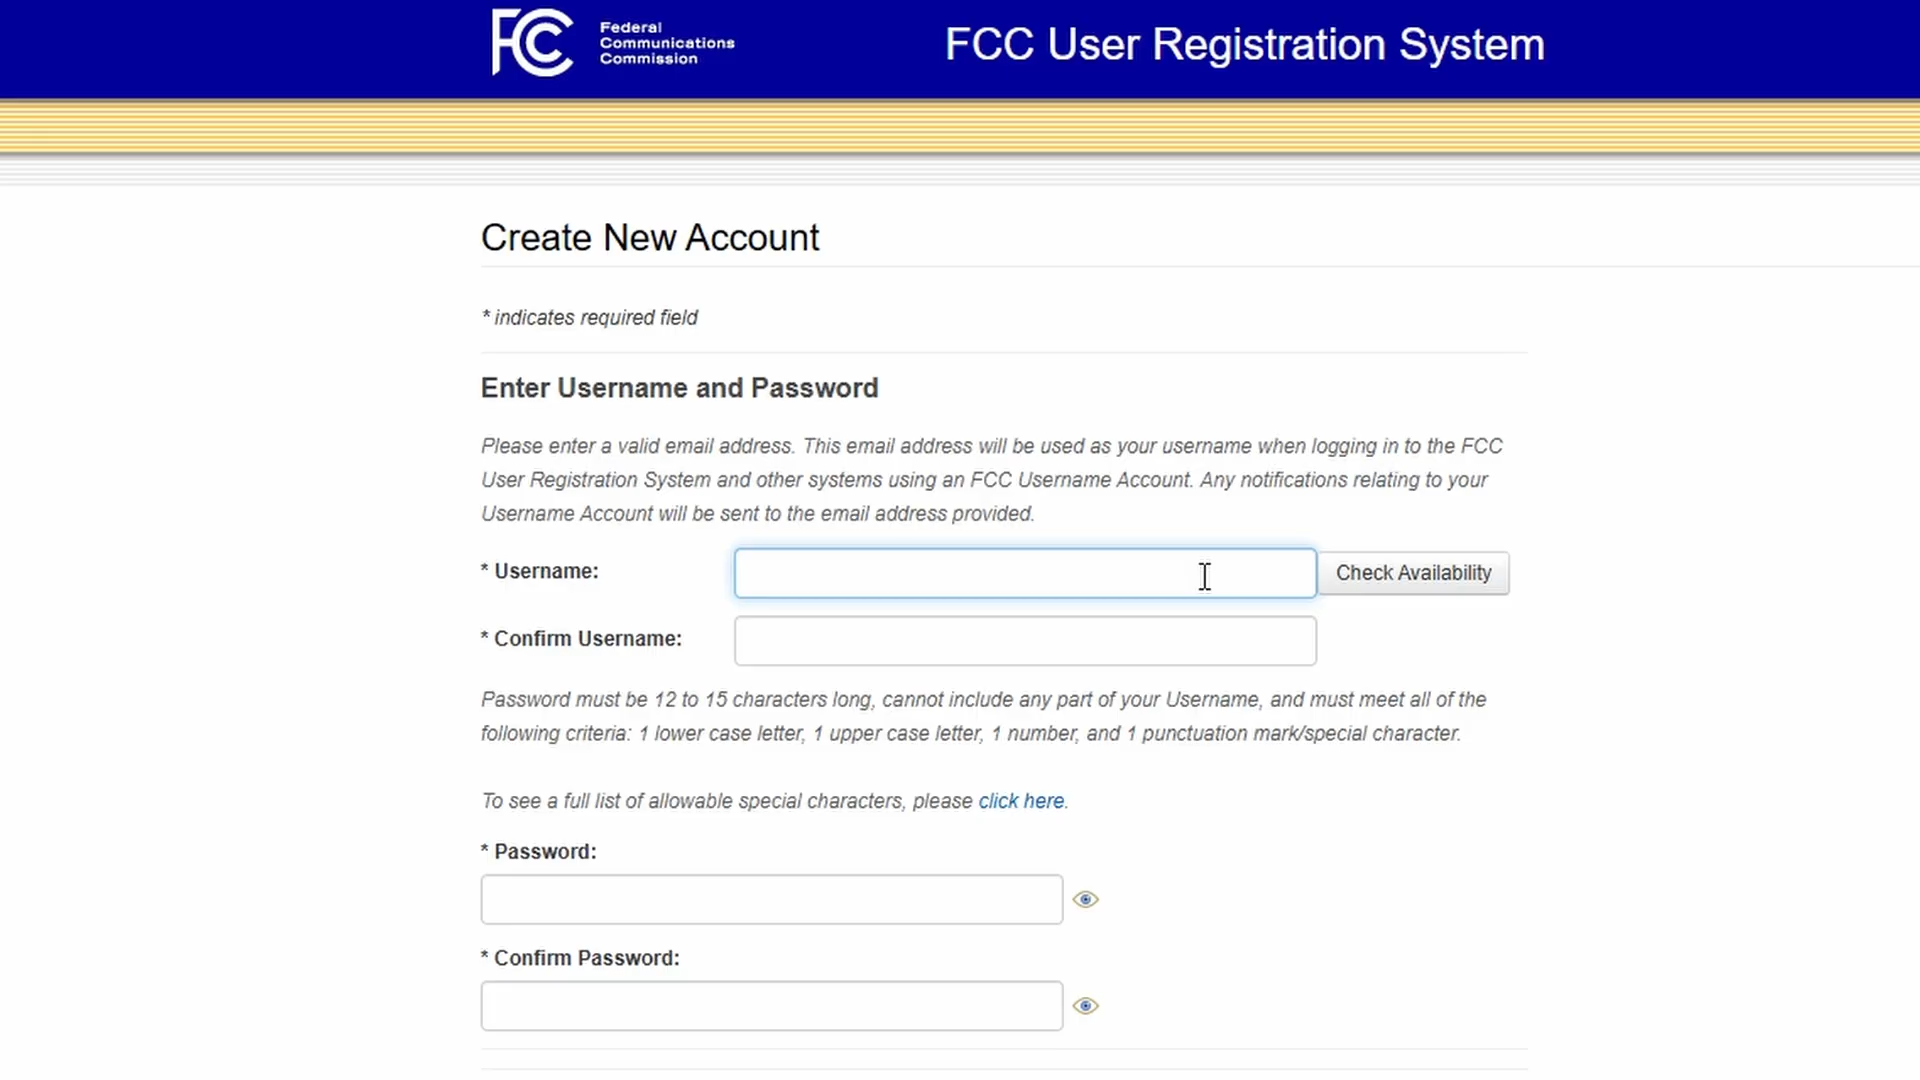 FCC
Federal
Communications
Commission
FCC User Registration System
Create New Account
* indicates required field
Enter Username and Password
Please enter a valid email address. This email address will be used as your username when logging in to the FCC
User Registration System and other systems using an FCC Username Account. Any notifications relating to your
Username Account will be sent to the email address provided.
* Username:
Check Availability
* Confirm Username:
Password must be 12 to 15 characters long, cannot include any part of your Username, and must meet all of the
following criteria: 1 lower case letter, 1 upper case letter, 1 number, and 1 punctuation mark/special character.
To see a full list of allowable special characters, please click here.
* Password:
* Confirm Password: